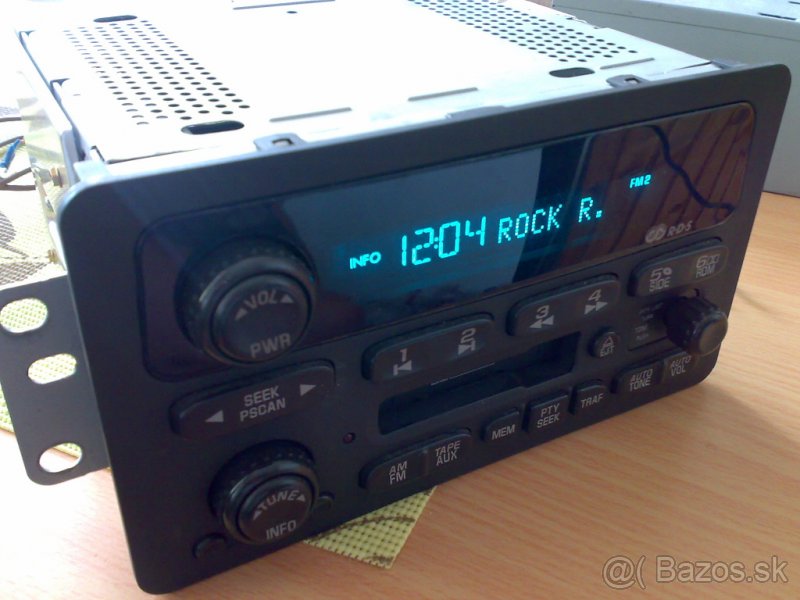 INFO 12:04 ROCK R. FM2
R·D·S
VOL
PWR
1
2
3
4
5
SIDE
6
RDM
SEEK
PSCAN
EJT
AM
FM
TAPE
AUX
MEM
PTY
SEEK
TRAF
AUTO
TONE
AUTO
VOL
TUNE
INFO
@( Bazos.sk